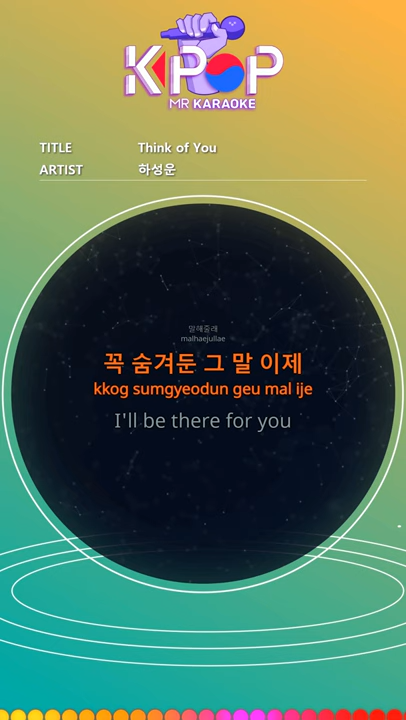 KPOP
MR KARAOKE
TITLE Think of You
ARTIST 하성운
말해줄래
malhaejullae
꼭 숨겨둔 그 말 이제
kkog sumgyeodun geu mal ije
I'll be there for you